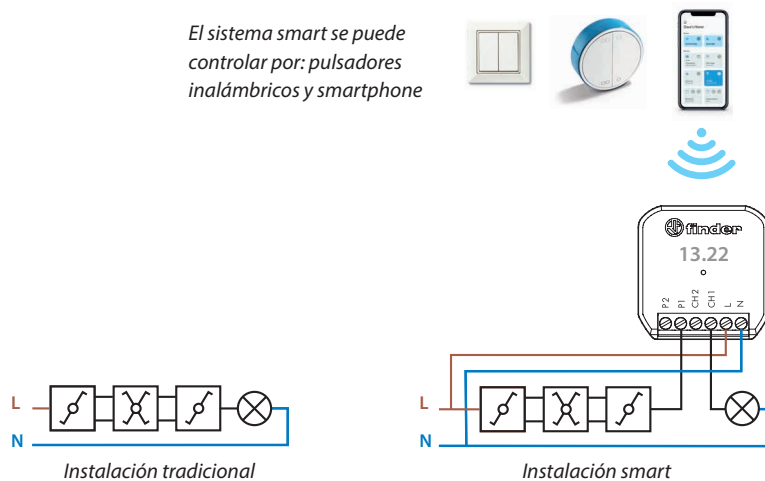 El sistema smart se puede
controlar por: pulsadores
inalámbricos y smartphone
finder
13.22
P2 P1 CH2 CH1 L N
L
N
Instalación tradicional
L
N
Instalación smart